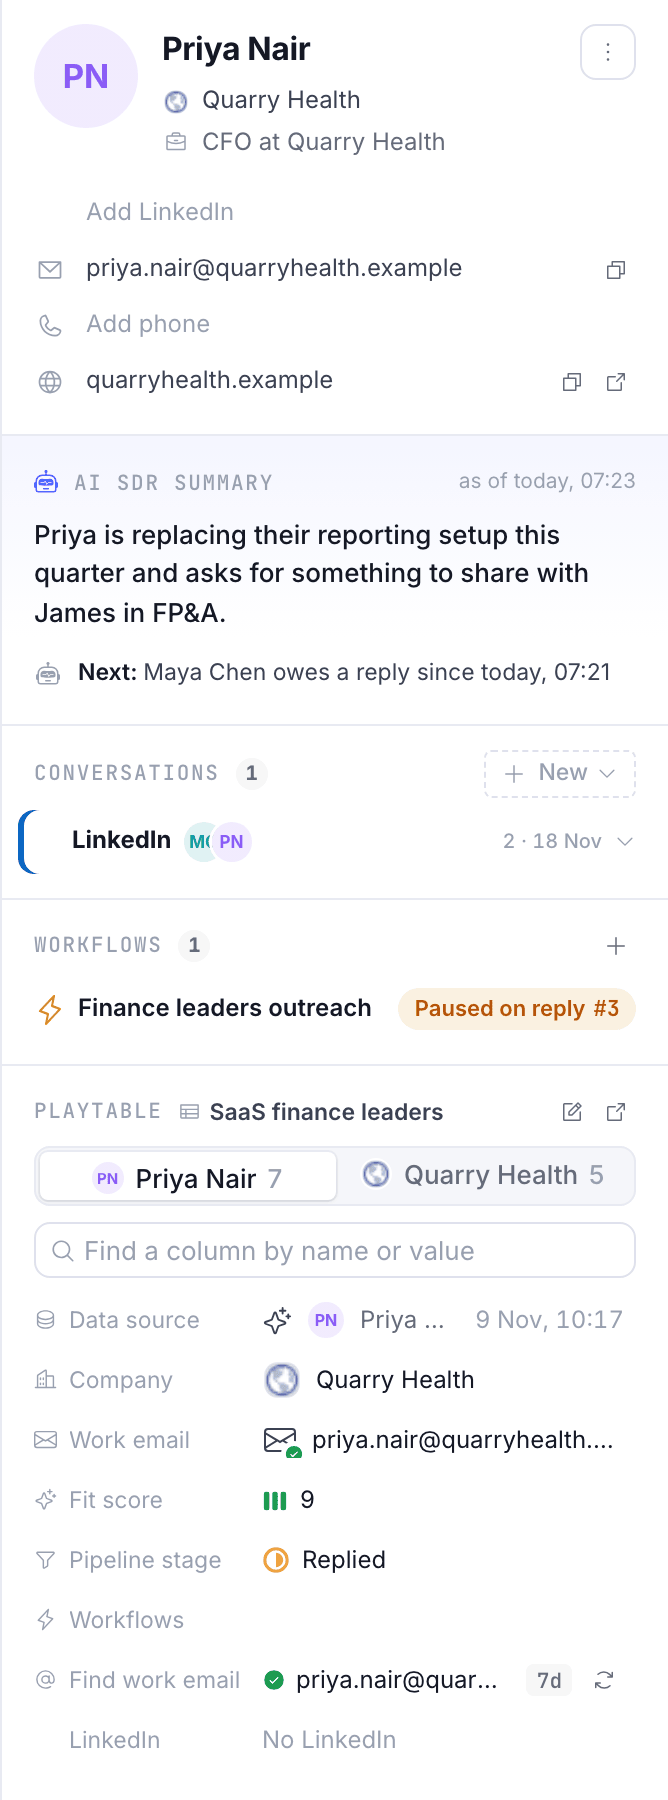 PN
Priya Nair
Quarry Health
CFO at Quarry Health
Add LinkedIn
priya.nair@quarryhealth.example
Add phone
quarryhealth.example
AI SDR SUMMARY as of today, 07:23
Priya is replacing their reporting setup this
quarter and asks for something to share with
James in FP&A.
Next: Maya Chen owes a reply since today, 07:21
CONVERSATIONS 1 + New
LinkedIn MC PN 2 · 18 Nov
WORKFLOWS 1
Finance leaders outreach Paused on reply #3
PLAYTABLE SaaS finance leaders
PN Priya Nair 7 Quarry Health 5
Find a column by name or value
Data source PN Priya ... 9 Nov, 10:17
Company Quarry Health
Work email priya.nair@quarryhealth....
Fit score 9
Pipeline stage Replied
Workflows
Find work email priya.nair@quar... 7d
LinkedIn No LinkedIn